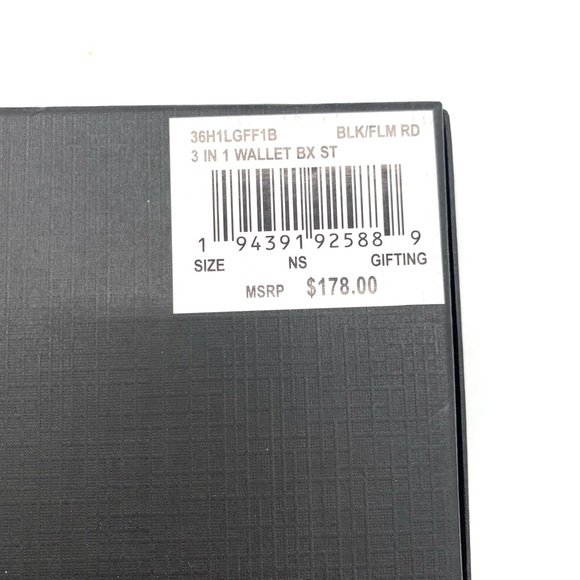 36H1LGFF1B BLK/FLM RD
3 IN 1 WALLET BX ST
1 94391 92588 9
SIZE NS GIFTING
MSRP $178.00